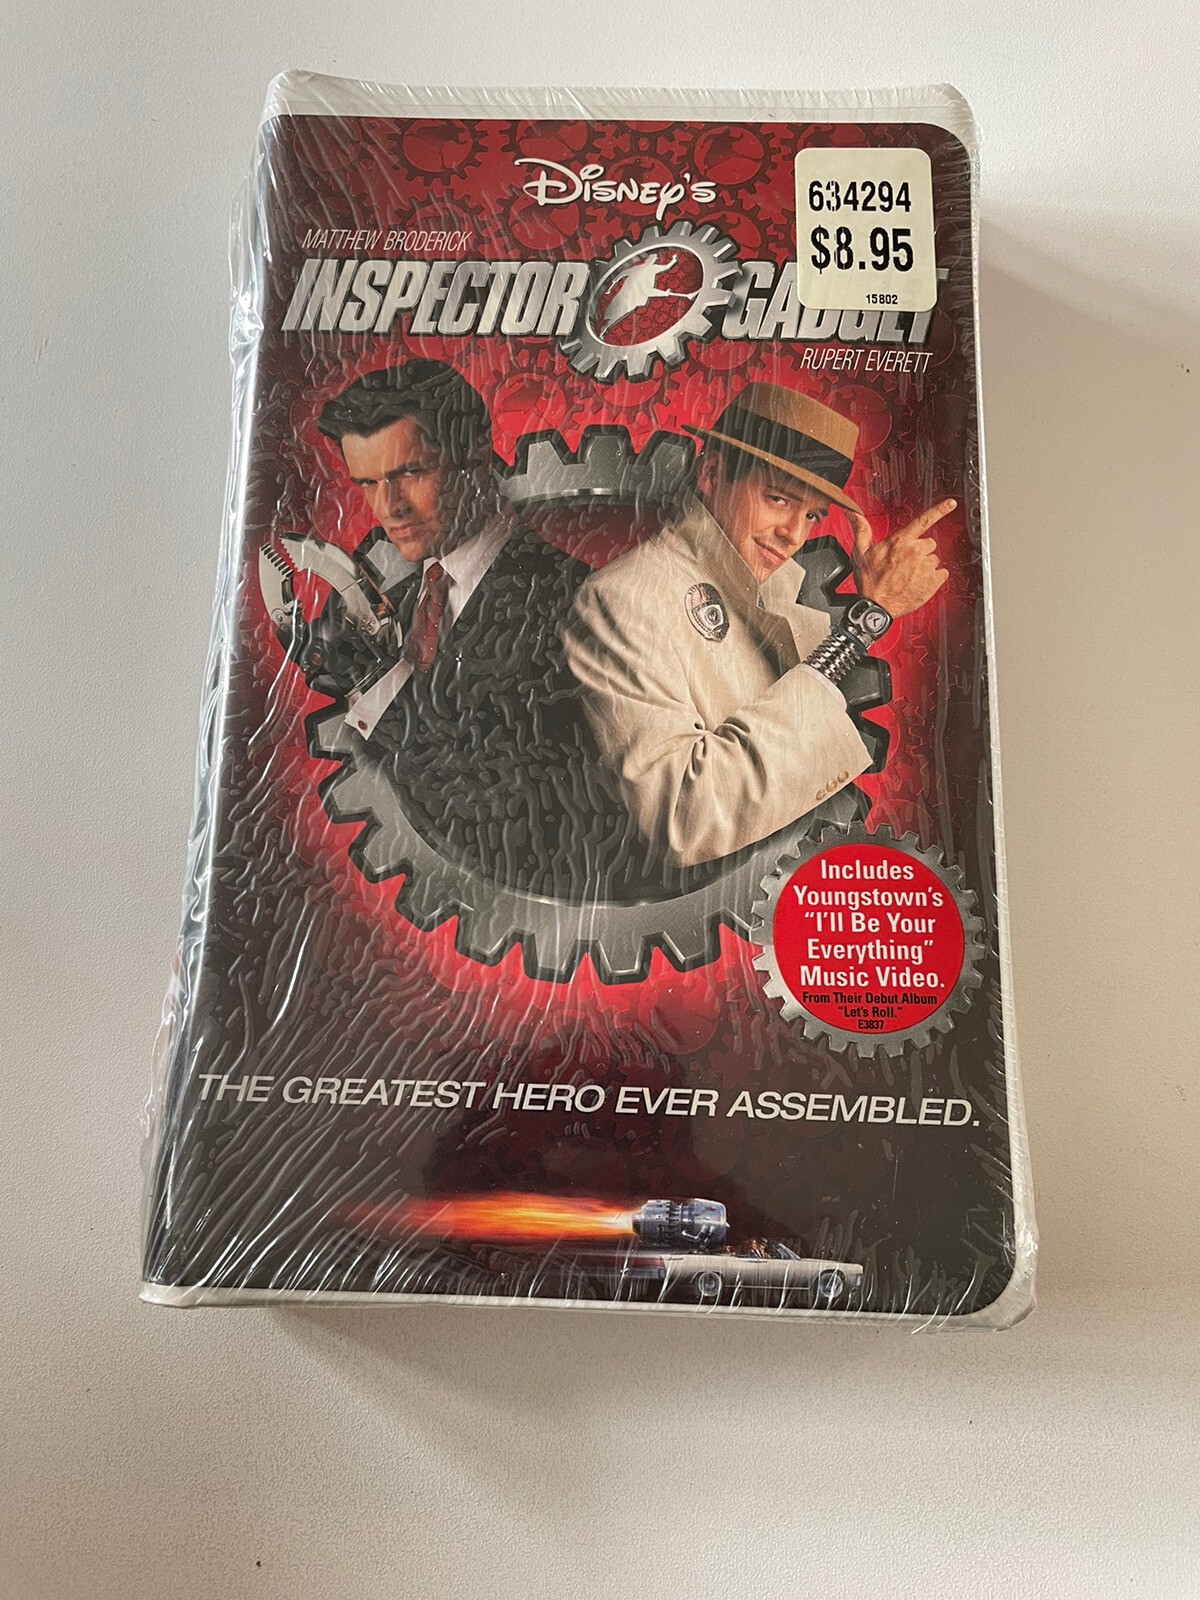 DISNEY'S
634294
$8.95
15802
MATTHEW BRODERICK
INSPECTOR GADGET
RUPERT EVERETT
Includes
Youngstown's
"I'll Be Your
Everything"
Music Video.
From Their Debut Album
"Let's Roll."
E3837
THE GREATEST HERO EVER ASSEMBLED.